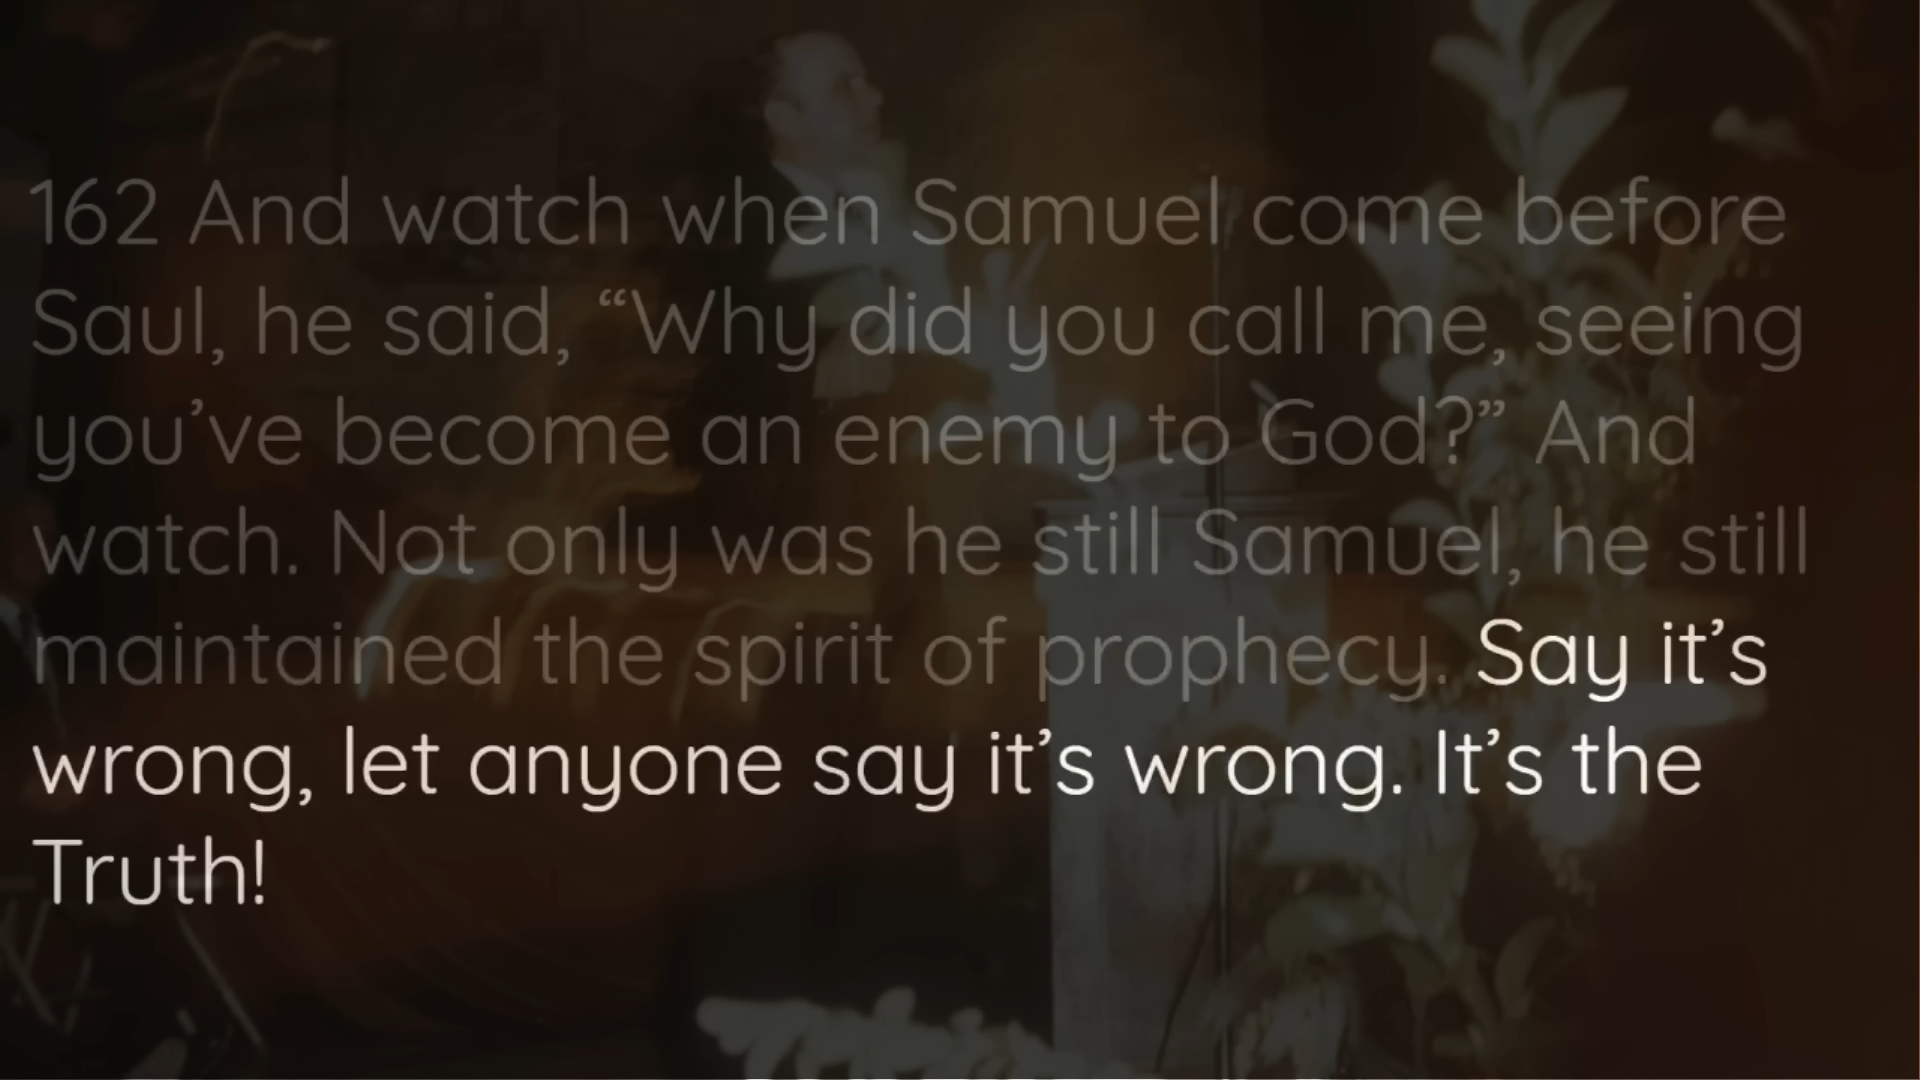 162 And watch when Samuel come before
Saul, he said, “Why did you call me, seeing
you’ve become an enemy to God?” And
watch. Not only was he still Samuel, he still
maintained the spirit of prophecy. Say it’s
wrong, let anyone say it’s wrong. It’s the
Truth!